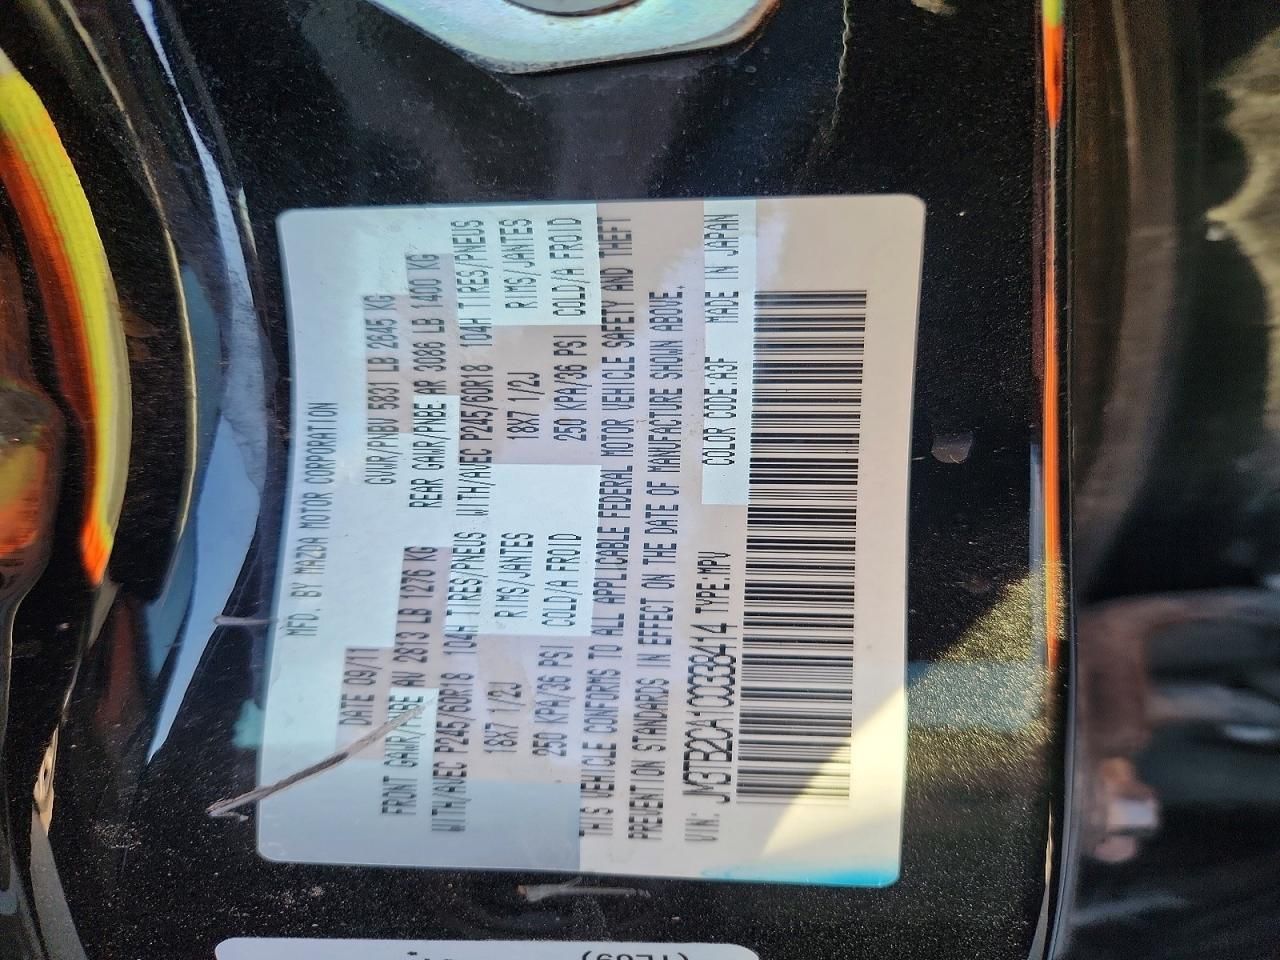 MFD. BY MAZDA MOTOR CORPORATION
DATE 09/11 GVWR/PNBV 5831 LB 2645 KG
FRONT GAWR/PNBE AV 2813 LB 1276 KG REAR GAWR/PNBE AR 3086 LB 1400 KG
WITH/AVEC P245/60R18 104H TIRES/PNEUS WITH/AVEC P245/60R18 104H TIRES/PNEUS
18X7 1/2J RIMS/JANTES 18X7 1/2J RIMS/JANTES
250 KPA/36 PSI COLD/A FROID 250 KPA/36 PSI COLD/A FROID
THIS VEHICLE CONFORMS TO ALL APPLICABLE FEDERAL MOTOR VEHICLE SAFETY AND THEFT
PREVENTION STANDARDS IN EFFECT ON THE DATE OF MANUFACTURE SHOWN ABOVE.
VIN: JM3TB2CA1C0338414 TYPE:MPV COLOR CODE:A3F MADE IN JAPAN
(TE69)